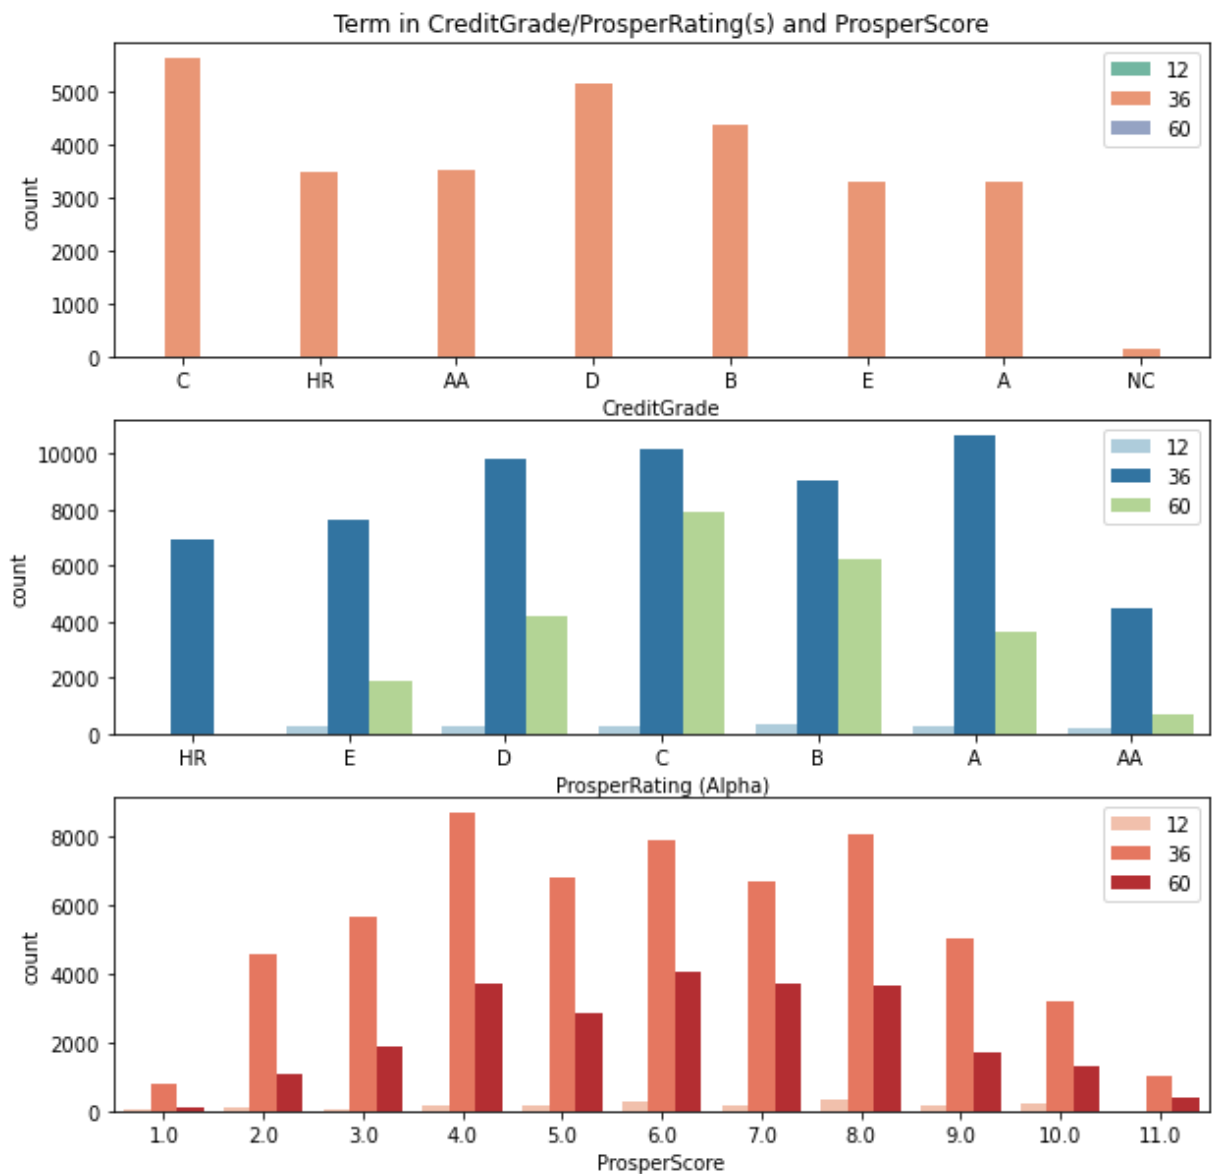 Term in CreditGrade/ProsperRating(s) and ProsperScore
12
36
60
5000
4000
3000
2000
1000
0
count
C HR AA D B E A NC
CreditGrade
12
36
60
10000
8000
6000
4000
2000
0
count
HR E D C B A AA
ProsperRating (Alpha)
12
36
60
8000
6000
4000
2000
0
count
1.0 2.0 3.0 4.0 5.0 6.0 7.0 8.0 9.0 10.0 11.0
ProsperScore